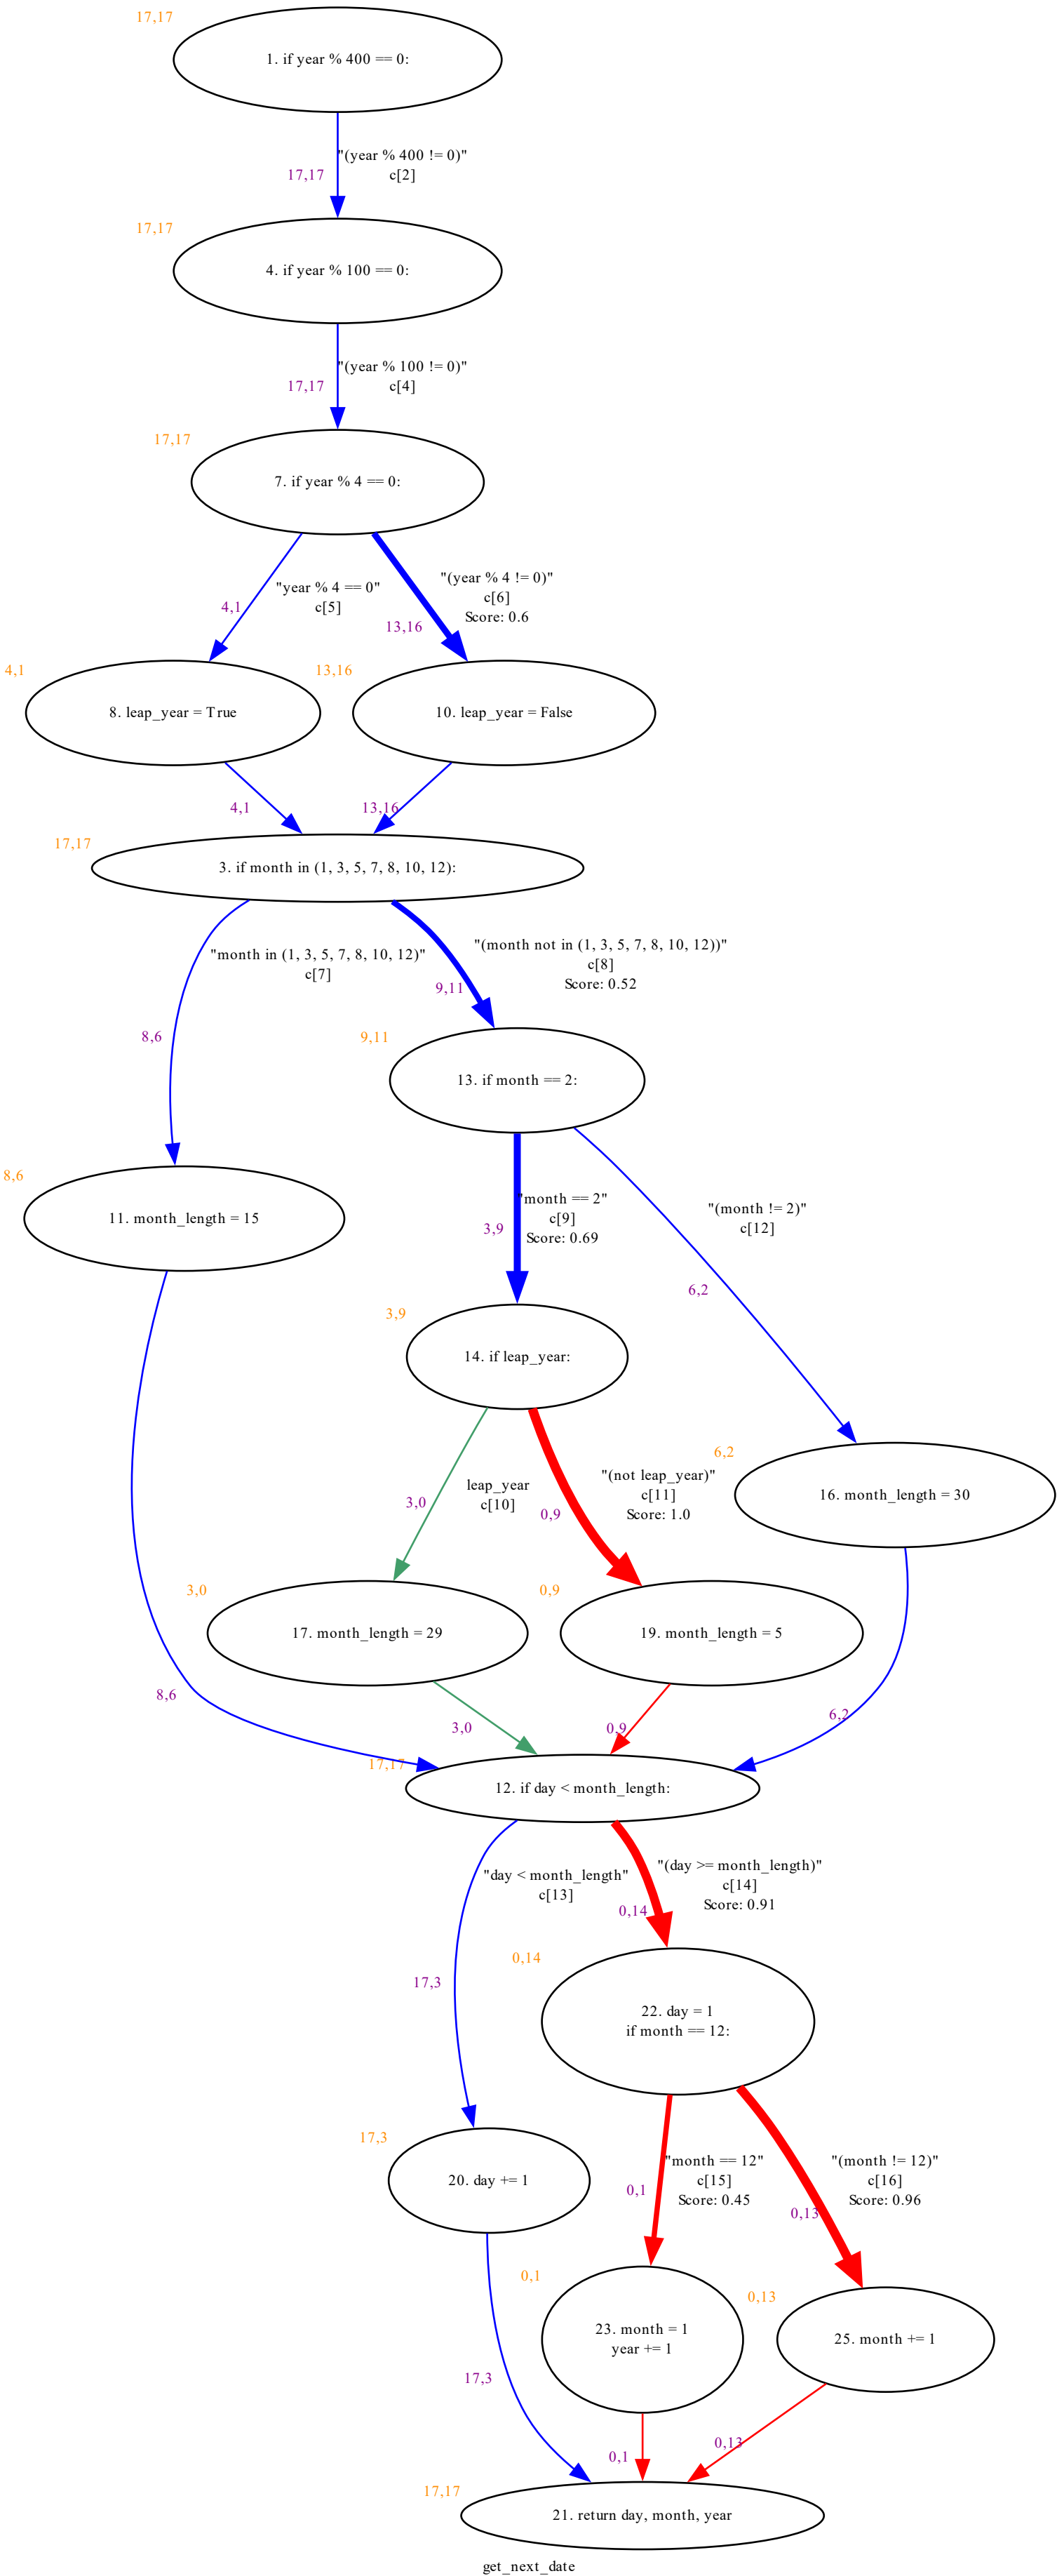 17,17
1. if year % 400 == 0:
"(year % 400 != 0)"
17,17
c[2]
17,17
4. if year % 100 == 0:
"(year % 100 != 0)"
17,17
c[4]
17,17
7. if year % 4 == 0:
"year % 4 == 0"
c[5]
4,1
"(year % 4 != 0)"
c[6]
Score: 0.6
13,16
4,1
8. leap_year = True
13,16
10. leap_year = False
4,1
13,16
17,17
3. if month in (1, 3, 5, 7, 8, 10, 12):
"month in (1, 3, 5, 7, 8, 10, 12)"
c[7]
8,6
"(month not in (1, 3, 5, 7, 8, 10, 12))"
c[8]
Score: 0.52
9,11
9,11
13. if month == 2:
8,6
11. month_length = 15
"month == 2"
c[9]
Score: 0.69
3,9
"(month != 2)"
c[12]
6,2
3,9
14. if leap_year:
leap_year
c[10]
3,0
"(not leap_year)"
c[11]
Score: 1.0
0,9
6,2
16. month_length = 30
3,0
17. month_length = 29
0,9
19. month_length = 5
8,6
3,0
0,9
6,2
17,17
12. if day < month_length:
"day < month_length"
c[13]
17,3
"(day >= month_length)"
c[14]
Score: 0.91
0,14
0,14
22. day = 1
if month == 12:
17,3
20. day += 1
"month == 12"
c[15]
Score: 0.45
0,1
"(month != 12)"
c[16]
Score: 0.96
0,13
0,1
23. month = 1
year += 1
0,13
25. month += 1
17,3
0,1
0,13
17,17
21. return day, month, year
get_next_date